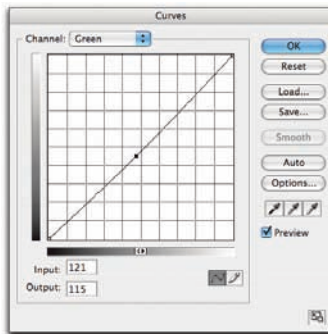 Curves
Channel: Green
OK
Reset
Load...
Save...
Smooth
Auto
Options...
Preview
Input: 121
Output: 115